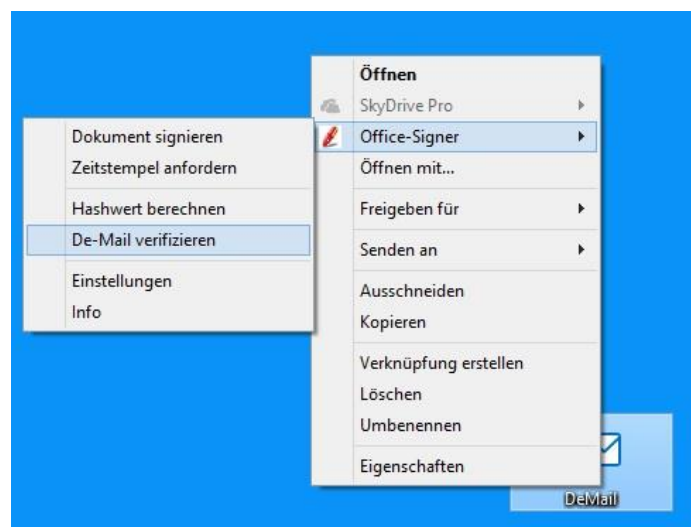 Öffnen
SkyDrive Pro
Office-Signer
Öffnen mit...
Freigeben für
Senden an
Ausschneiden
Kopieren
Verknüpfung erstellen
Löschen
Umbenennen
Eigenschaften
Dokument signieren
Zeitstempel anfordern
Hashwert berechnen
De-Mail verifizieren
Einstellungen
Info
DeMail